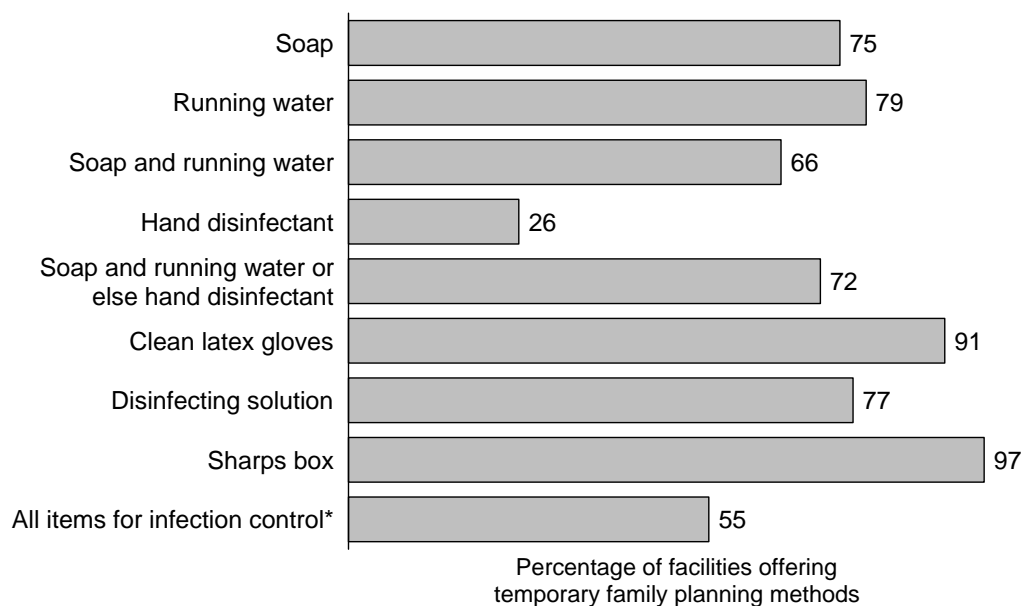 Soap 75
Running water 79
Soap and running water 66
Hand disinfectant 26
Soap and running water or
else hand disinfectant 72
Clean latex gloves 91
Disinfecting solution 77
Sharps box 97
All items for infection control* 55
Percentage of facilities offering
temporary family planning methods